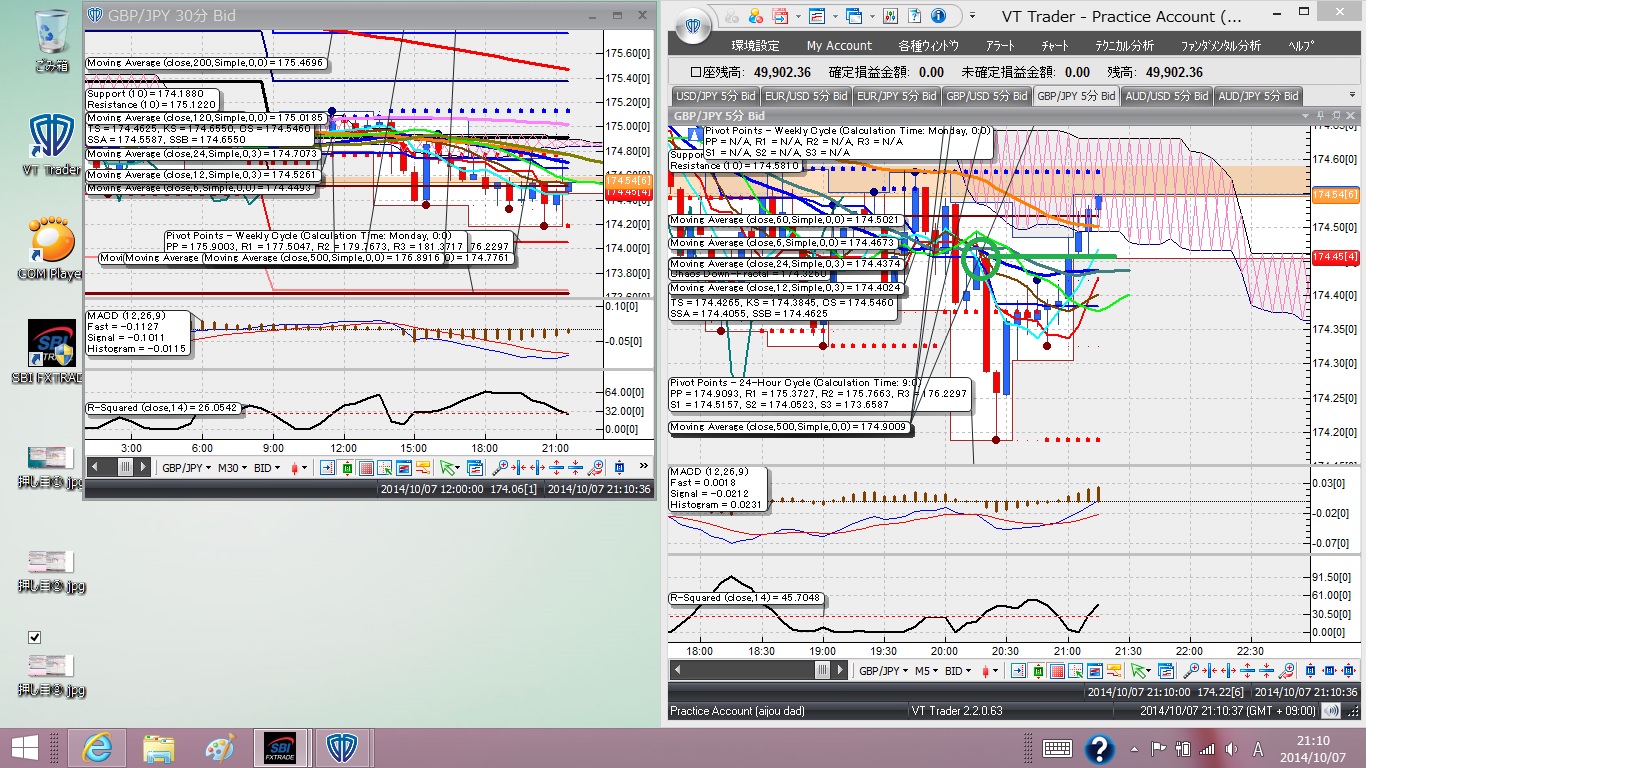 ごみ箱
VT Trader
COM Player
SBI FXTRAD
押し目①.jpg
押し目②.jpg
押し目③.jpg
GBP/JPY 30分 Bid
Moving Average (close,200,Simple,0,0) = 175.4696
Support (10) = 174.1880
Resistance (10) = 175.1220
Moving Average (close,120,Simple,0,0) = 175.0185
TS = 174.4625, KS = 174.6550, CS = 174.5460
SSA = 174.5587, SSB = 174.6550
Moving Average (close,24,Simple,0,3) = 174.7073
Moving Average (close,12,Simple,0,3) = 174.5261
Moving Average (close,6,Simple,0,0) = 174.4493
Pivot Points - Weekly Cycle (Calculation Time: Monday, 0:0)
PP = 175.9003, R1 = 177.5047, R2 = 179.7673, R3 = 181.3717
76.2297
Moving Average
Moving Average (close,500,Simple,0,0) = 176.8916
= 174.7761
175.60[0]
175.40[0]
175.20[0]
175.00[0]
174.80[0]
174.54[6]
174.45[4]
174.20[0]
174.00[0]
173.80[0]
173.60[0]
MACD (12,26,9)
Fast = -0.1127
Signal = -0.1011
Histogram = -0.0115
0.10[0]
-0.05[0]
R-Squared (close,14) = 26.0542
64.00[0]
32.00[0]
0.00[0]
3:00 6:00 9:00 12:00 15:00 18:00 21:00
GBP/JPY M30 BID
2014/10/07 12:00:00 174.06[1] 2014/10/07 21:10:36
VT Trader - Practice Account (...
環境設定 My Account 各種ウィンドウ アラート チャート テクニカル分析 ファンダメンタル分析 ヘルプ
口座残高: 49,902.36 確定損益金額: 0.00 未確定損益金額: 0.00 残高: 49,902.36
USD/JPY 5分 Bid EUR/USD 5分 Bid EUR/JPY 5分 Bid GBP/USD 5分 Bid GBP/JPY 5分 Bid AUD/USD 5分 Bid AUD/JPY 5分 Bid
GBP/JPY 5分 Bid
Pivot Points - Weekly Cycle (Calculation Time: Monday, 0:0)
PP = N/A, R1 = N/A, R2 = N/A, R3 = N/A
S1 = N/A, S2 = N/A, S3 = N/A
Resistance (10) = 174.5810
Moving Average (close,60,Simple,0,0) = 174.5021
Moving Average (close,6,Simple,0,0) = 174.4673
Moving Average (close,24,Simple,0,3) = 174.4374
Chaos Down-Fractal = 174.3260
Moving Average (close,12,Simple,0,3) = 174.4024
TS = 174.4265, KS = 174.3845, CS = 174.5460
SSA = 174.4055, SSB = 174.4625
Pivot Points - 24-Hour Cycle (Calculation Time: 9:0)
PP = 174.9093, R1 = 175.3727, R2 = 175.7663, R3 = 176.2297
S1 = 174.5157, S2 = 174.0523, S3 = 173.6587
Moving Average (close,500,Simple,0,0) = 174.9009
174.60[0]
174.54[6]
174.50[0]
174.45[4]
174.40[0]
174.35[0]
174.30[0]
174.25[0]
174.20[0]
MACD (12,26,9)
Fast = 0.0018
Signal = -0.0212
Histogram = 0.0231
0.03[0]
-0.02[0]
-0.07[0]
R-Squared (close,14) = 45.7048
91.50[0]
61.00[0]
30.50[0]
0.00[0]
18:00 18:30 19:00 19:30 20:00 20:30 21:00 21:30 22:00 22:30
GBP/JPY M5 BID
2014/10/07 21:10:00 174.22[6] 2014/10/07 21:10:36
Practice Account (aijou dad) VT Trader 2.2.0.63 2014/10/07 21:10:37 (GMT + 09:00)
SBI
FXTRADE
A
21:10
2014/10/07